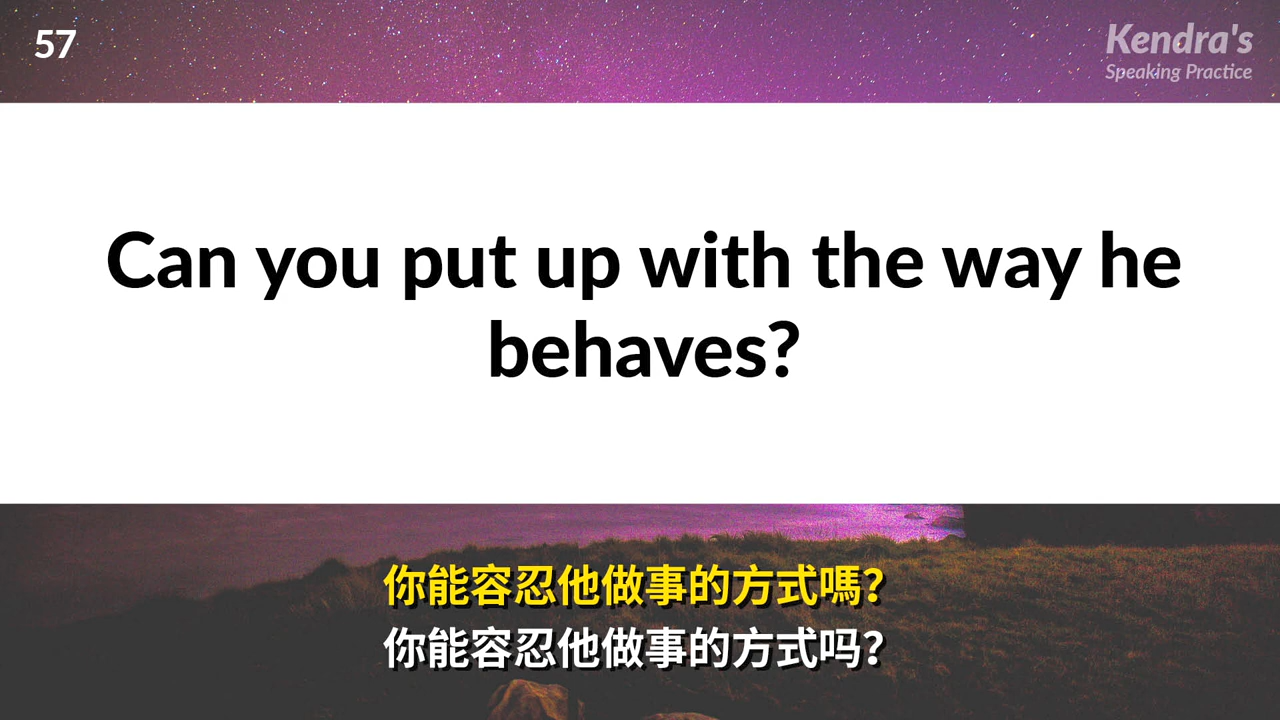 57
Kendra's
Speaking Practice
Can you put up with the way he
behaves?
你能容忍他做事的方式嗎?
你能容忍他做事的方式吗?